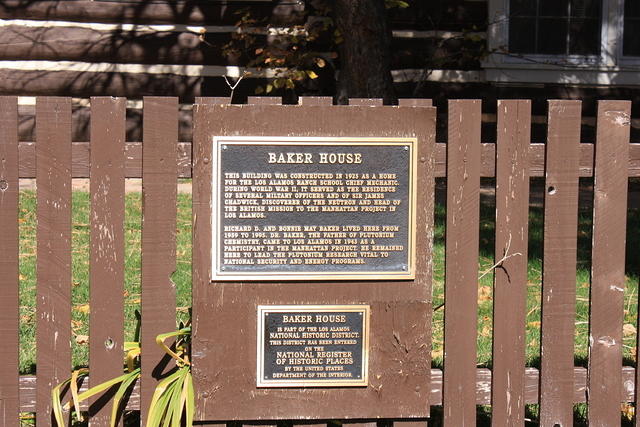 BAKER HOUSE
THIS BUILDING WAS CONSTRUCTED IN 1925 AS A HOME
FOR THE LOS ALAMOS RANCH SCHOOL CHIEF MECHANIC.
DURING WORLD WAR II, IT SERVED AS THE RESIDENCE
OF SEVERAL MILTARY OFFICERS AND OF SIR JAMES
CHADWICK, DISCOVERER OF THE NEUTRON AND HEAD OF
THE BRITISH MISSION TO THE MANHATTAN PROJECT IN
LOS ALAMOS.
RICHARD D. AND BONNIE MAY BAKER LIVED HERE FROM
1959 TO 1995. DR. BAKER, THE FATHER OF PLUTONIUM
CHEMISTRY, CAME TO LOS ALAMOS IN 1943 AS A
PARTICIPANT IN THE MANHATTAN PROJECT. HE REMAINED
HERE TO LEAD THE PLUTONIUM RESEARCH VITAL TO
NATIONAL SECURITY AND ENERGY PROGRAMS.
BAKER HOUSE
IS PART OF THE LOS ALAMOS
NATIONAL HISTORIC DISTRICT.
THIS DISTRICT HAS BEEN ENTERED
ON THE
NATIONAL REGISTER
OF HISTORIC PLACES
BY THE UNITED STATES
DEPARTMENT OF THE INTERIOR.